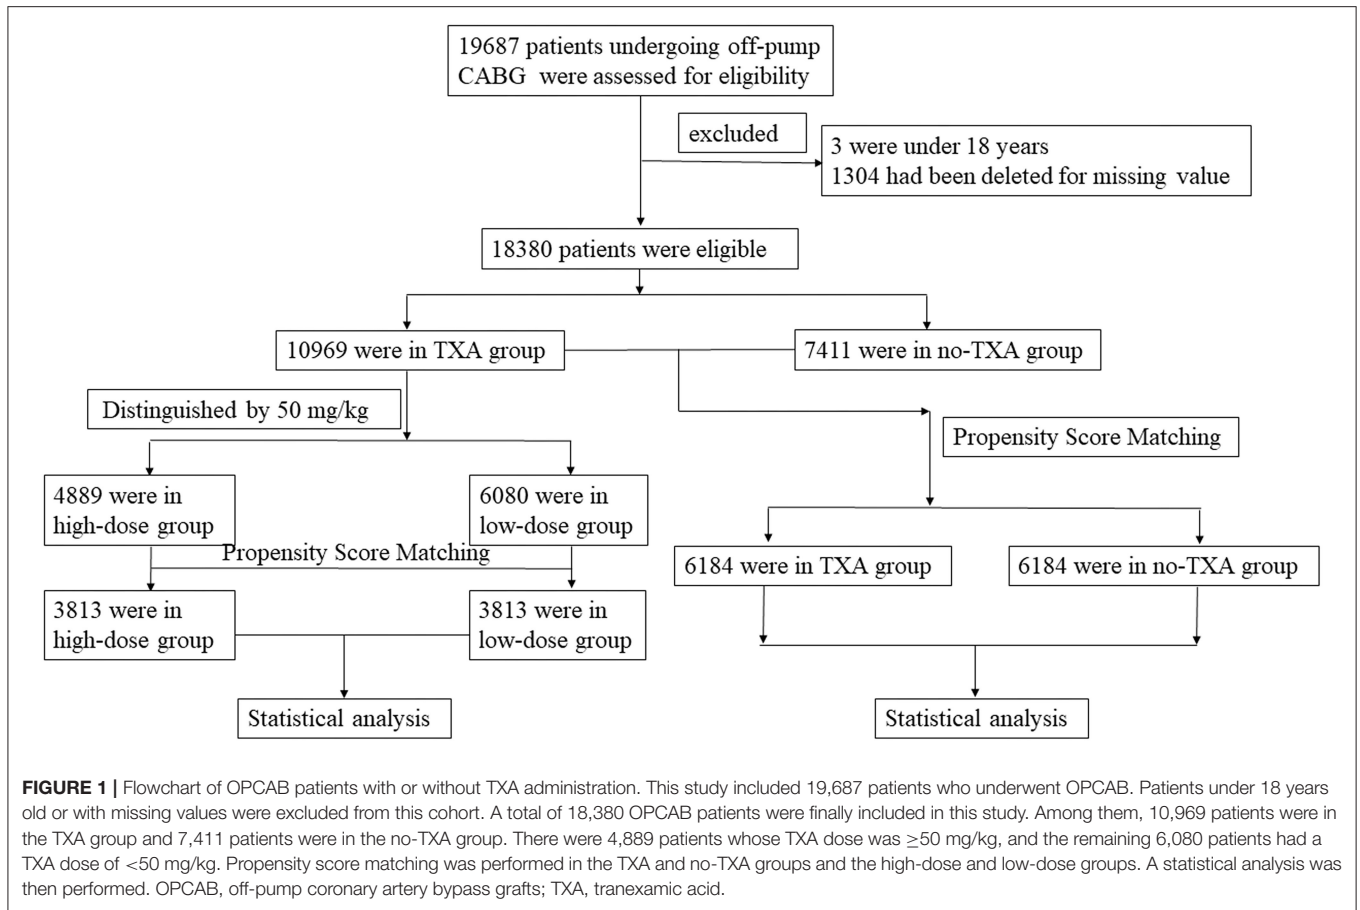 19687 patients undergoing off-pump
CABG were assessed for eligibility
excluded
3 were under 18 years
1304 had been deleted for missing value
18380 patients were eligible
10969 were in TXA group
7411 were in no-TXA group
Distinguished by 50 mg/kg
Propensity Score Matching
4889 were in
high-dose group
6080 were in
low-dose group
Propensity Score Matching
6184 were in TXA group
6184 were in no-TXA group
3813 were in
high-dose group
3813 were in
low-dose group
Statistical analysis
Statistical analysis
FIGURE 1 | Flowchart of OPCAB patients with or without TXA administration. This study included 19,687 patients who underwent OPCAB. Patients under 18 years
old or with missing values were excluded from this cohort. A total of 18,380 OPCAB patients were finally included in this study. Among them, 10,969 patients were in
the TXA group and 7,411 patients were in the no-TXA group. There were 4,889 patients whose TXA dose was ≥50 mg/kg, and the remaining 6,080 patients had a
TXA dose of <50 mg/kg. Propensity score matching was performed in the TXA and no-TXA groups and the high-dose and low-dose groups. A statistical analysis was
then performed. OPCAB, off-pump coronary artery bypass grafts; TXA, tranexamic acid.